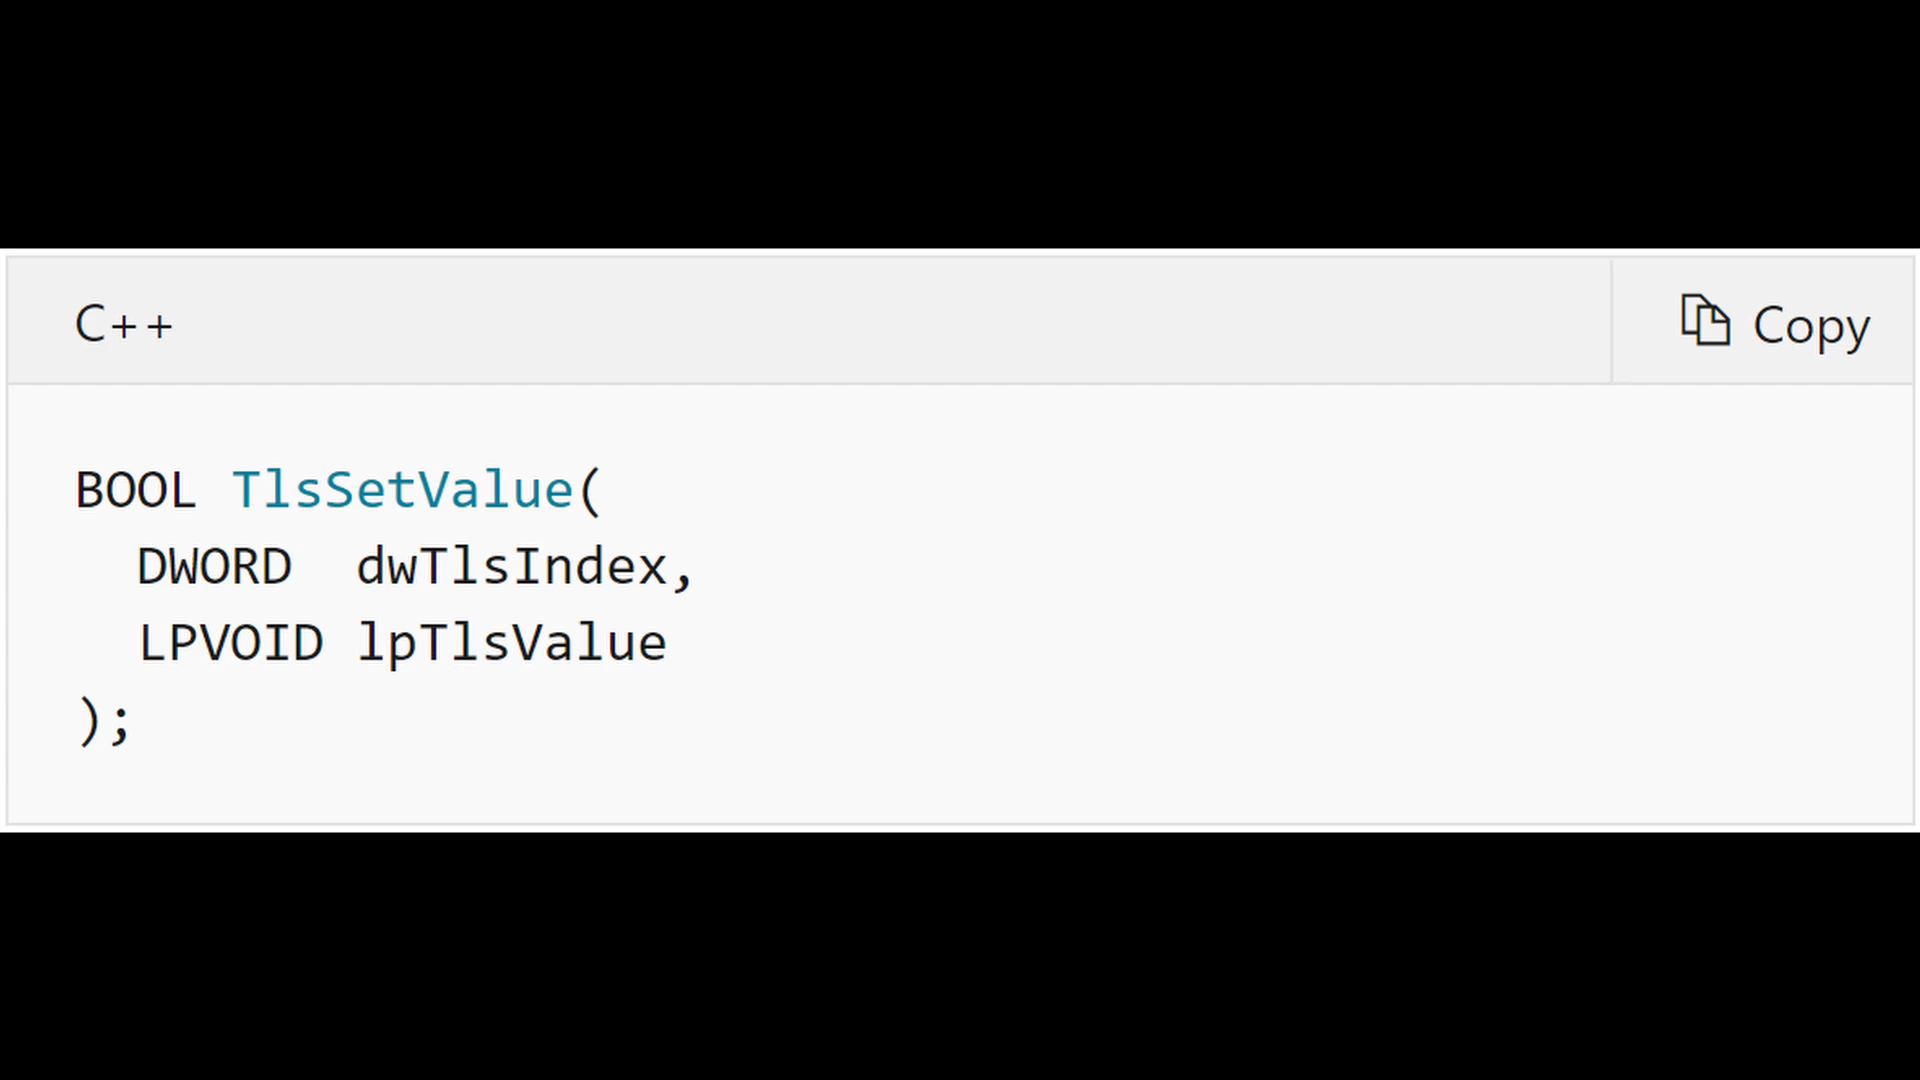 C++
Copy
BOOL TlsSetValue(
  DWORD  dwTlsIndex,
  LPVOID lpTlsValue
);